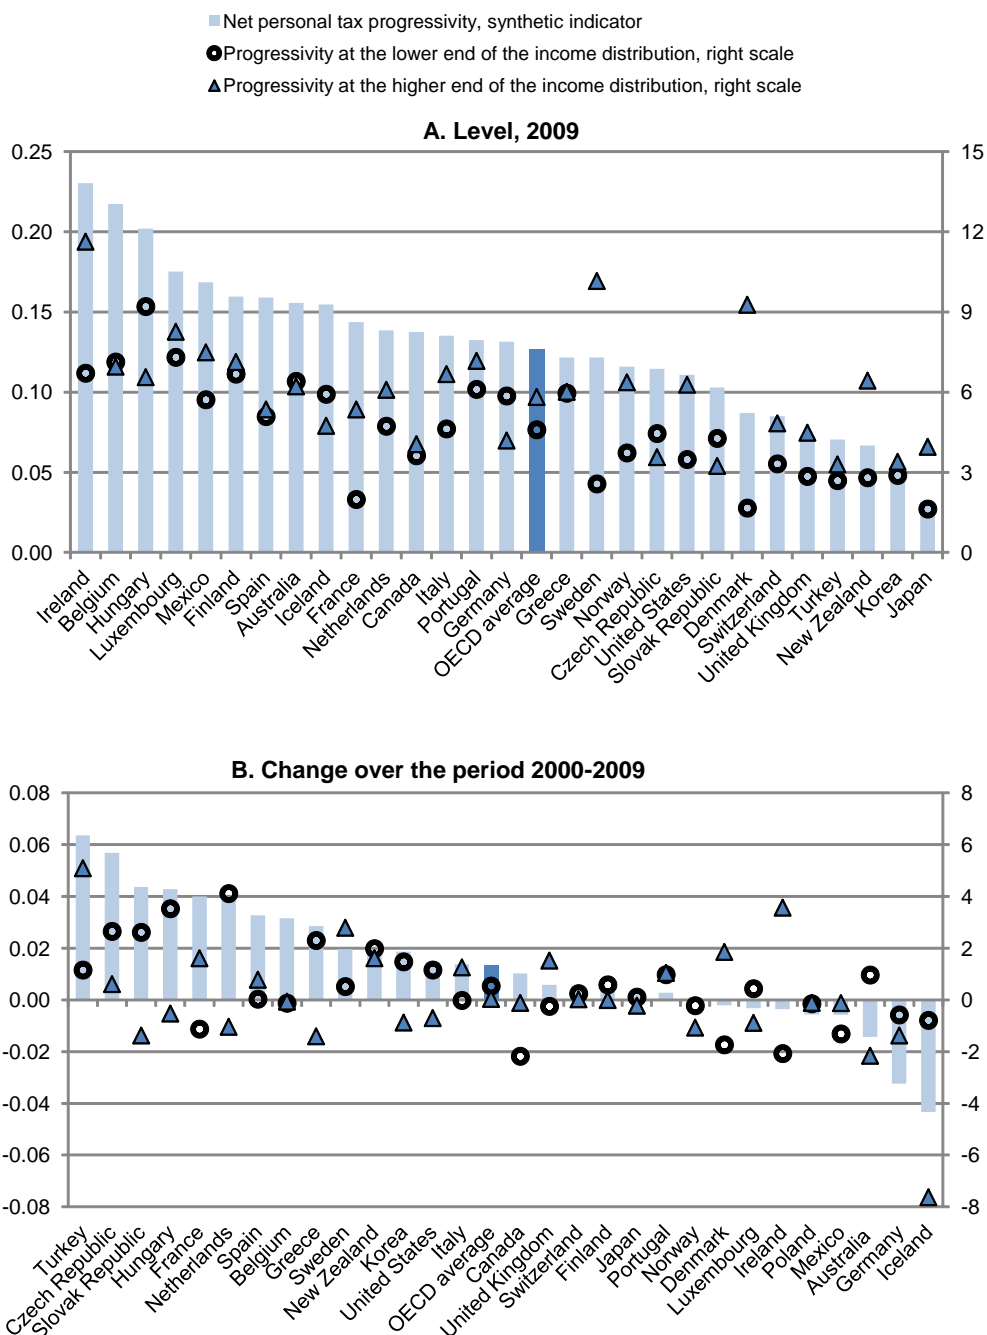 Net personal tax progressivity, synthetic indicator
Progressivity at the lower end of the income distribution, right scale
Progressivity at the higher end of the income distribution, right scale
A. Level, 2009
0.25 15
0.20 12
0.15 9
0.10 6
0.05 3
0.00 0
Ireland
Belgium
Hungary
Luxembourg
Mexico
Finland
Spain
Australia
Iceland
France
Netherlands
Canada
Italy
Portugal
Germany
OECD average
Greece
Sweden
Norway
Czech Republic
United States
Slovak Republic
Denmark
Switzerland
United Kingdom
Turkey
New Zealand
Korea
Japan
B. Change over the period 2000-2009
0.08 8
0.06 6
0.04 4
0.02 2
0.00 0
-0.02 -2
-0.04 -4
-0.06 -6
-0.08 -8
Turkey
Czech Republic
Slovak Republic
Hungary
France
Netherlands
Spain
Belgium
Greece
Sweden
New Zealand
Korea
United States
Italy
OECD average
Canada
United Kingdom
Switzerland
Finland
Japan
Portugal
Norway
Denmark
Luxembourg
Ireland
Poland
Mexico
Australia
Germany
Iceland